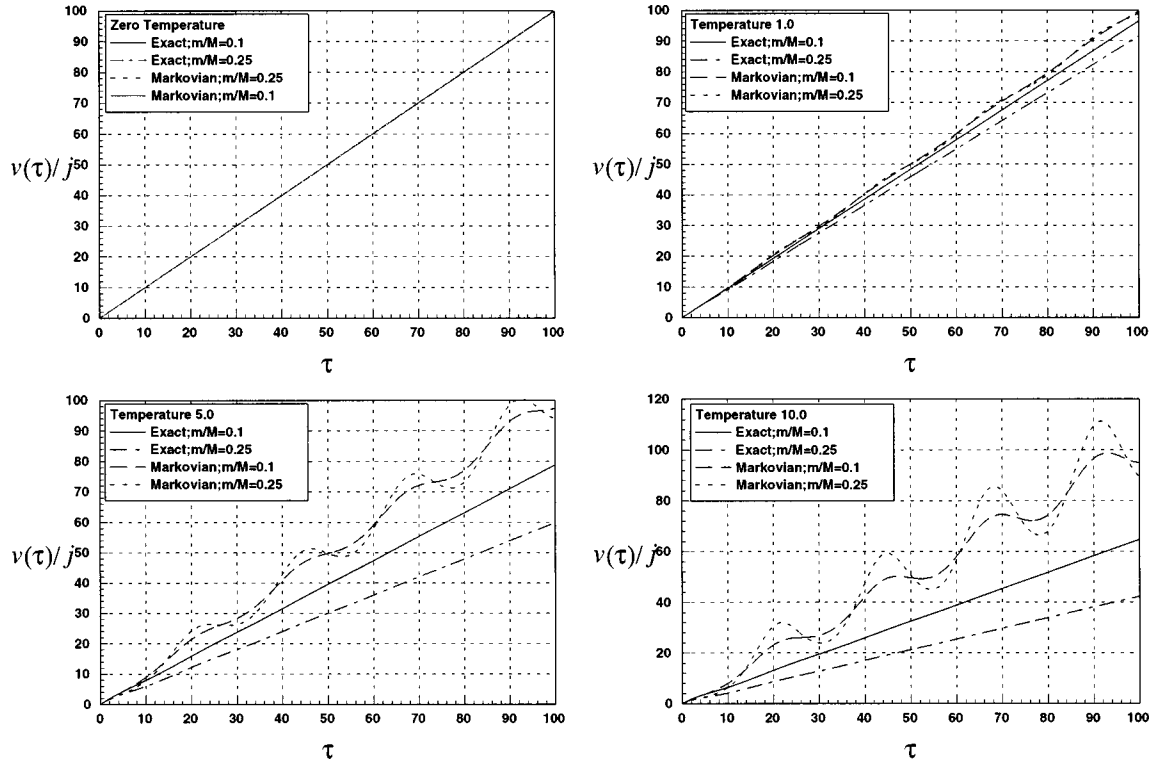 Zero Temperature
Exact;m/M=0.1
Exact;m/M=0.25
Markovian;m/M=0.25
Markovian;m/M=0.1
100
90
80
70
60
50
40
30
20
10
0
v(τ)/j
0 10 20 30 40 50 60 70 80 90 100
τ
Temperature 1.0
Exact;m/M=0.1
Exact;m/M=0.25
Markovian;m/M=0.1
Markovian;m/M=0.25
100
90
80
70
60
50
40
30
20
10
0
v(τ)/j
0 10 20 30 40 50 60 70 80 90 100
τ
Temperature 5.0
Exact;m/M=0.1
Exact;m/M=0.25
Markovian;m/M=0.1
Markovian;m/M=0.25
100
90
80
70
60
50
40
30
20
10
0
v(τ)/j
0 10 20 30 40 50 60 70 80 90 100
τ
Temperature 10.0
Exact;m/M=0.1
Exact;m/M=0.25
Markovian;m/M=0.1
Markovian;m/M=0.25
120
100
80
60
40
20
0
v(τ)/j
0 10 20 30 40 50 60 70 80 90 100
τ